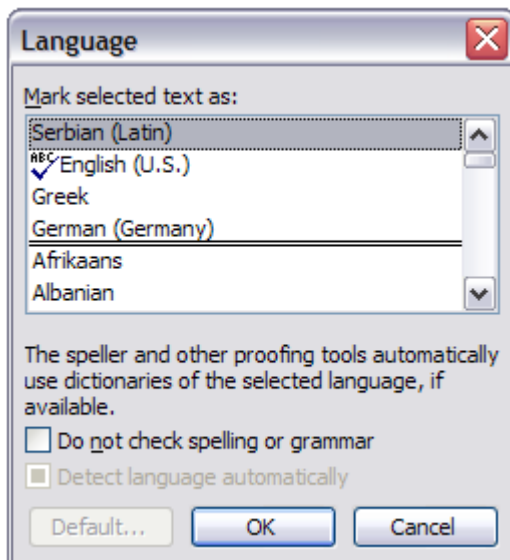 Language
Mark selected text as:
Serbian (Latin)
ABC English (U.S.)
Greek
German (Germany)
Afrikaans
Albanian
The speller and other proofing tools automatically
use dictionaries of the selected language, if
available.
Do not check spelling or grammar
Detect language automatically
Default... OK Cancel